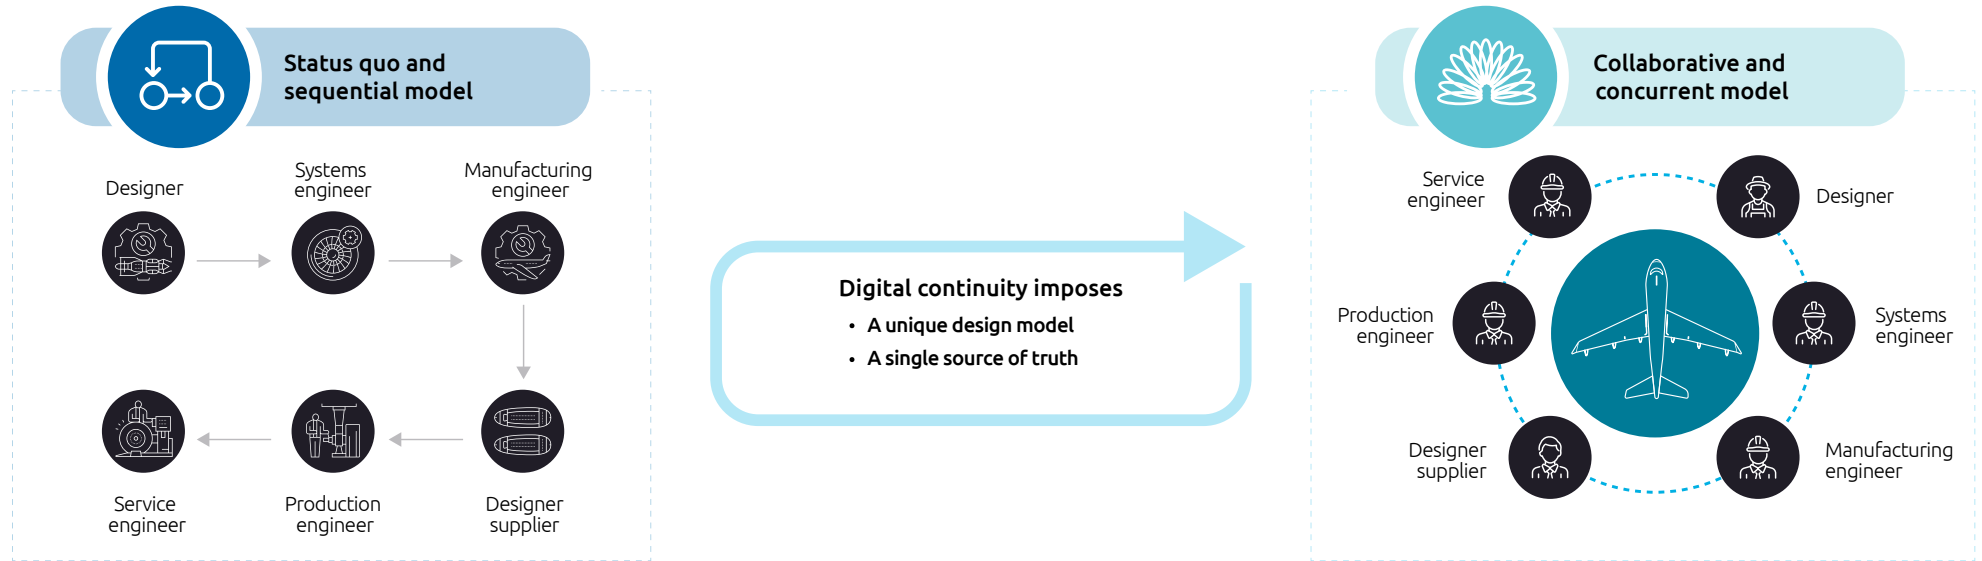 Status quo and
sequential model
Designer
Systems
engineer
Manufacturing
engineer
Service
engineer
Production
engineer
Designer
supplier
Digital continuity imposes
• A unique design model
• A single source of truth
Collaborative and
concurrent model
Service
engineer
Designer
Production
engineer
Systems
engineer
Designer
supplier
Manufacturing
engineer